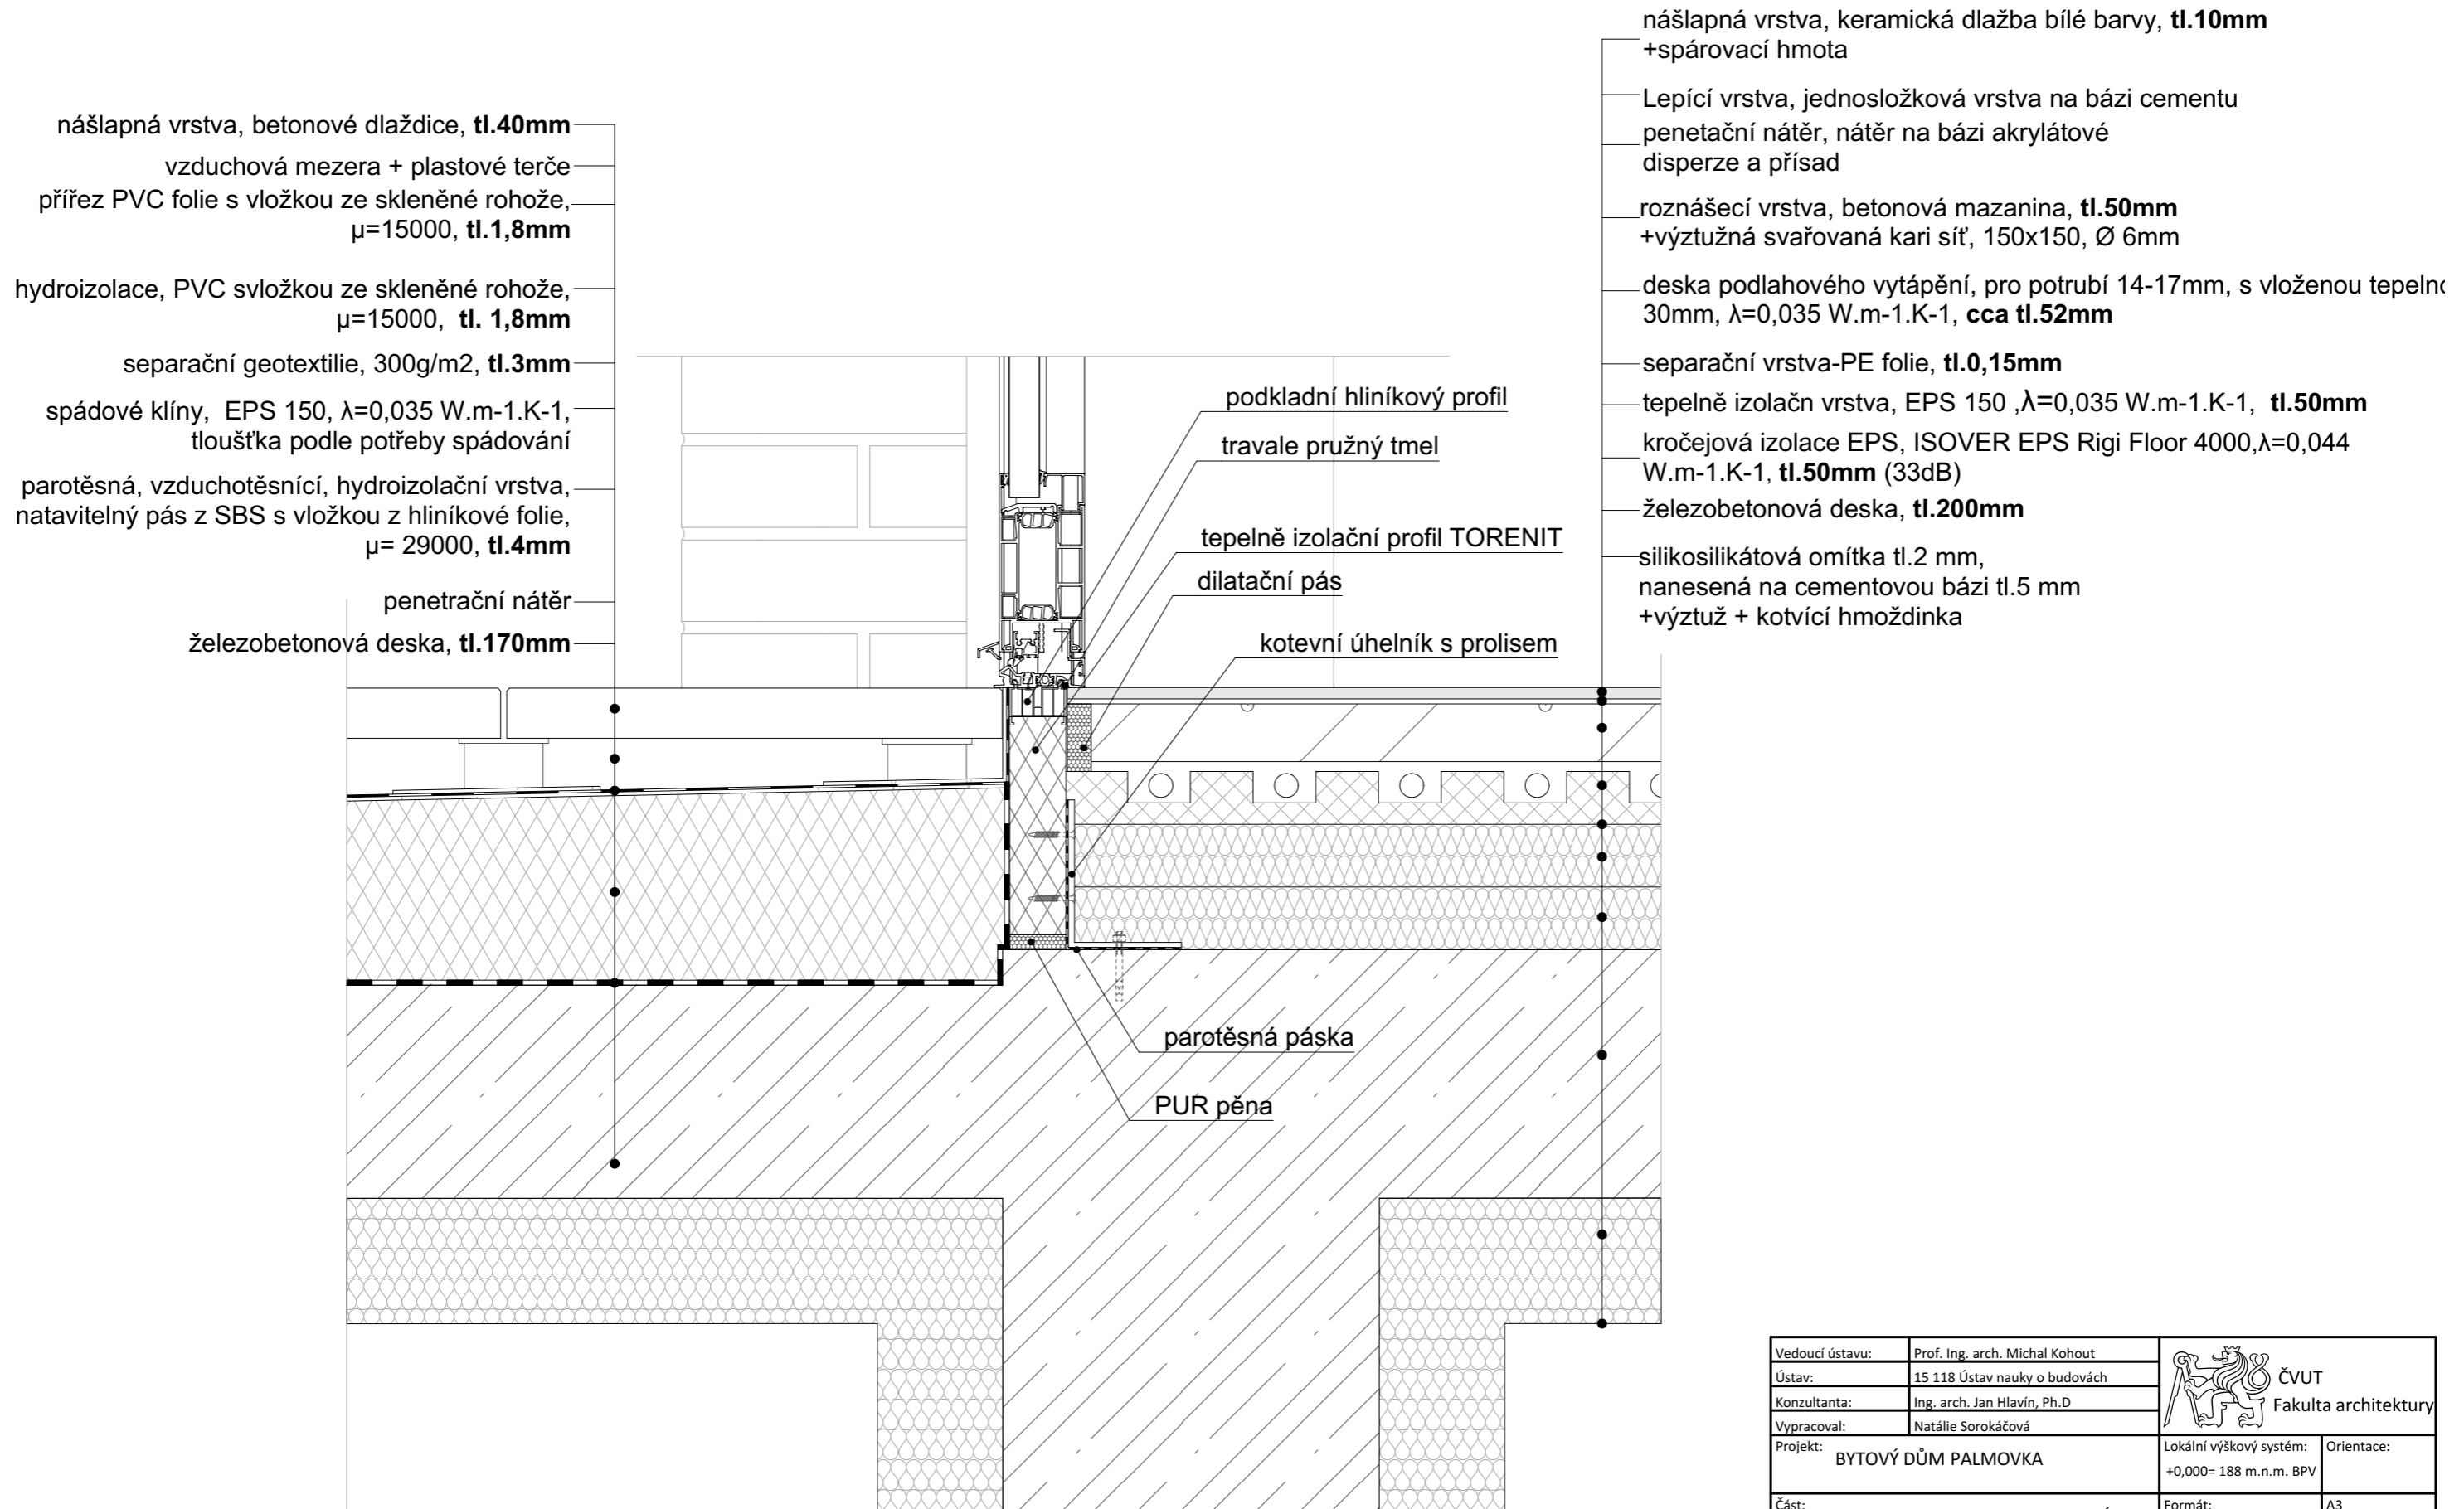 nášlapná vrstva, betonové dlaždice, tl.40mm
vzduchová mezera + plastové terče
přířez PVC folie s vložkou ze skleněné rohože,
μ=15000, tl.1,8mm
hydroizolace, PVC svložkou ze skleněné rohože,
μ=15000, tl. 1,8mm
separační geotextilie, 300g/m2, tl.3mm
spádové klíny, EPS 150, λ=0,035 W.m-1.K-1,
tloušťka podle potřeby spádování
parotěsná, vzduchotěsnící, hydroizolační vrstva,
natavitelný pás z SBS s vložkou z hliníkové folie,
μ= 29000, tl.4mm
penetrační nátěr
železobetonová deska, tl.170mm
podkladní hliníkový profil
travale pružný tmel
tepelně izolační profil TORENIT
dilatační pás
kotevní úhelník s prolisem
parotěsná páska
PUR pěna
nášlapná vrstva, keramická dlažba bílé barvy, tl.10mm
+spárovací hmota
Lepící vrstva, jednosložková vrstva na bázi cementu
penetační nátěr, nátěr na bázi akrylátové
disperze a přísad
roznášecí vrstva, betonová mazanina, tl.50mm
+výztužná svařovaná kari síť, 150x150, Ø 6mm
deska podlahového vytápění, pro potrubí 14-17mm, s vloženou
30mm, λ=0,035 W.m-1.K-1, cca tl.52mm
separační vrstva-PE folie, tl.0,15mm
tepelně izolačn vrstva, EPS 150 ,λ=0,035 W.m-1.K-1, tl.50mm
kročejová izolace EPS, ISOVER EPS Rigi Floor 4000,λ=0,044
W.m-1.K-1, tl.50mm (33dB)
železobetonová deska, tl.200mm
silikosilikátová omítka tl.2 mm,
nanesená na cementovou bázi tl.5 mm
+výztuž + kotvící hmoždinka
Vedoucí ústavu: Prof. Ing. arch. Michal Kohout
Ústav: 15 118 Ústav nauky o budovách
Konzultanta: Ing. arch. Jan Hlavín, Ph.D
Vypracoval: Natálie Sorokáčová
ČVUT
Fakulta architektury
Projekt: BYTOVÝ DŮM PALMOVKA
Lokální výškový systém:
+0,000= 188 m.n.m. BPV
Orientace:
Část:
Formát: A3